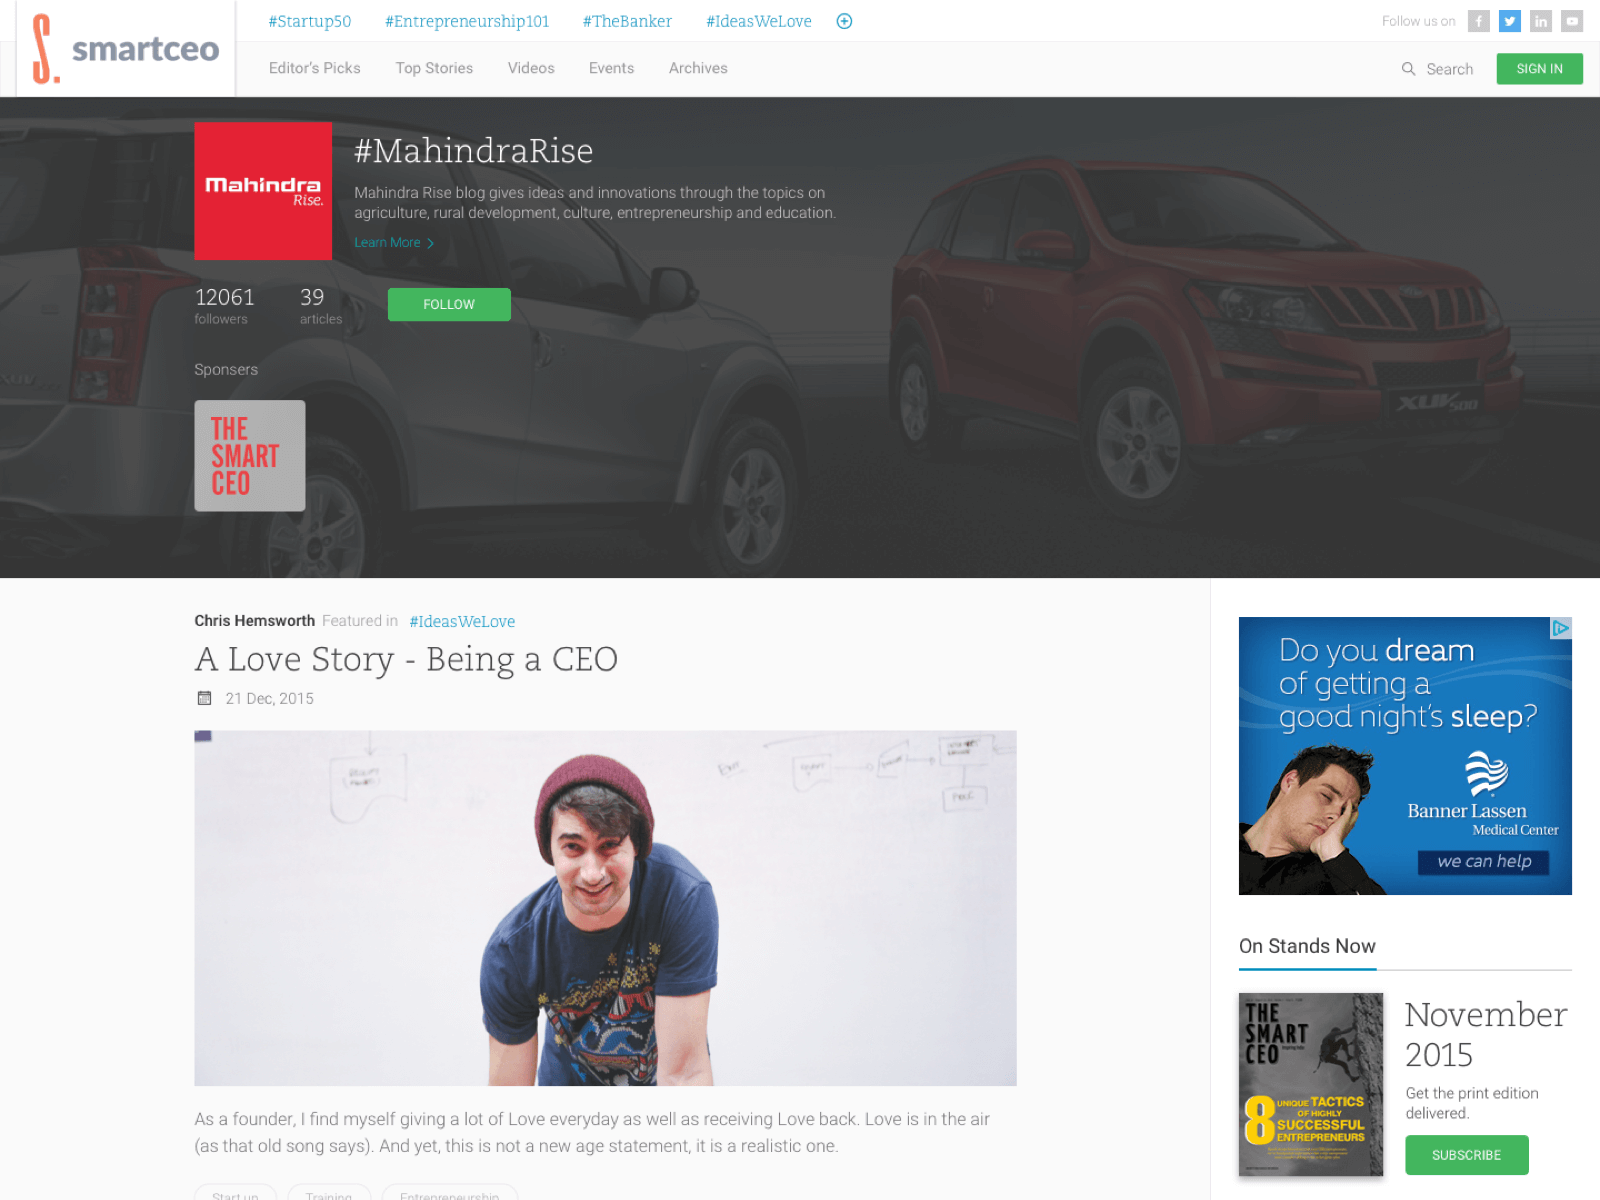 S.
smartceo
#Startup50
#Entrepreneurship101
#TheBanker
#IdeasWeLove
Follow us on
Editor's Picks
Top Stories
Videos
Events
Archives
Search
SIGN IN
Mahindra
Rise.
#MahindraRise
Mahindra Rise blog gives ideas and innovations through the topics on
agriculture, rural development, culture, entrepreneurship and education.
Learn More
12061
followers
39
articles
FOLLOW
Sponsers
THE
SMART
CEO
XUV500
Chris Hemsworth Featured in #IdeasWeLove
A Love Story - Being a CEO
21 Dec, 2015
As a founder, I find myself giving a lot of Love everyday as well as receiving Love back. Love is in the air
(as that old song says). And yet, this is not a new age statement, it is a realistic one.
Start up
Training
Entrepreneurship
Do you dream
of getting a
good night's sleep?
Banner Lassen
Medical Center
we can help
On Stands Now
THE
SMART
CEO
8 UNIQUE TACTICS
OF HIGHLY
SUCCESSFUL
ENTREPRENEURS
November
2015
Get the print edition
delivered.
SUBSCRIBE